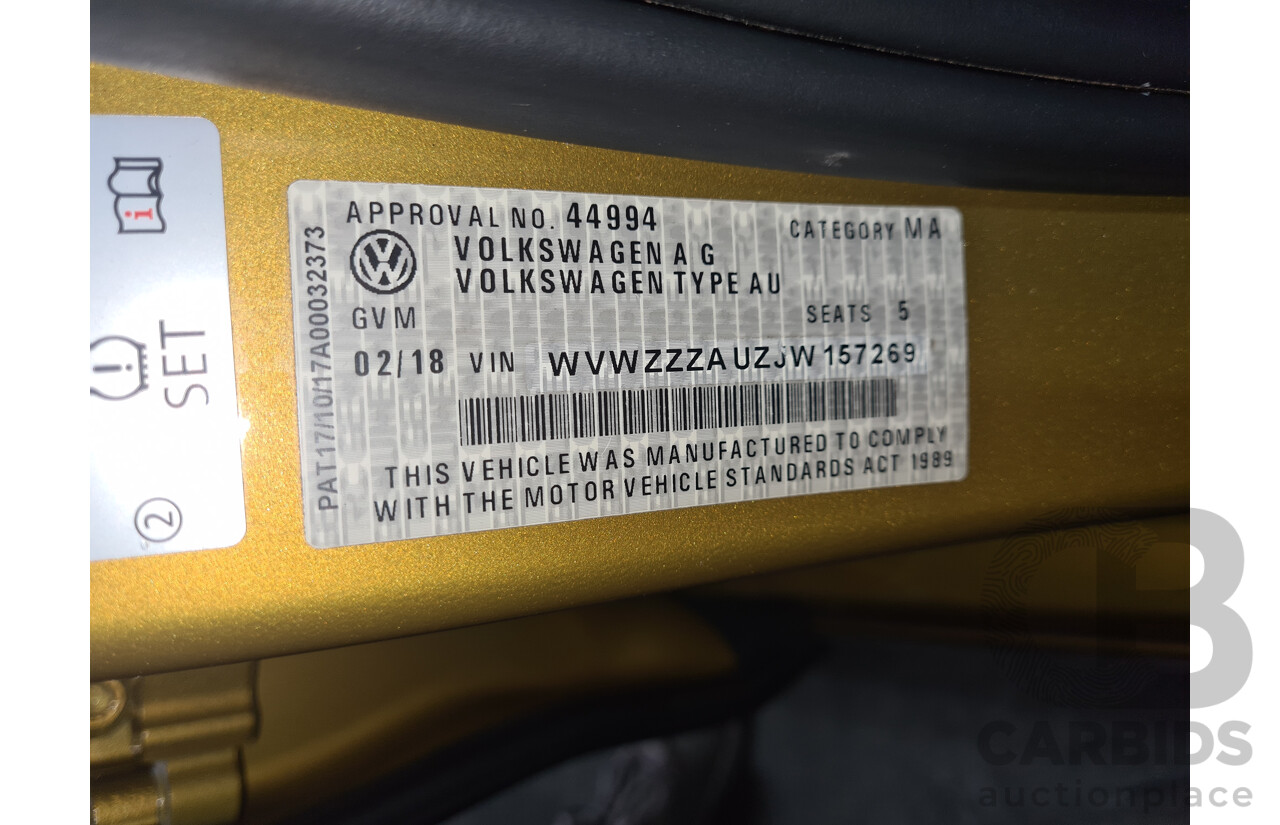 i
SET
2
PAT17/10/17A00032373
APPROVAL NO. 44994
CATEGORY MA
VOLKSWAGEN AG
VOLKSWAGEN TYPE AU
GVM
SEATS 5
02/18 VIN WVWZZZAUZJW157269
THIS VEHICLE WAS MANUFACTURED TO COMPLY
WITH THE MOTOR VEHICLE STANDARDS ACT 1989
CARBIDS
auctionplace